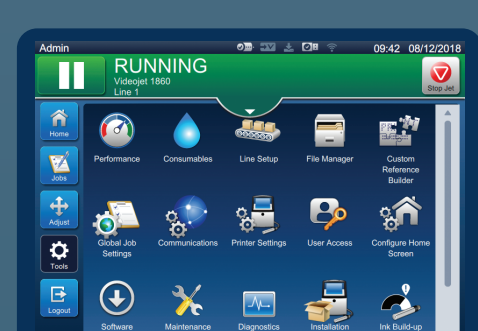 Admin
09:42 08/12/2018
RUNNING
Videojet 1860
Line 1
Stop Jet
Home
Jobs
Adjust
Tools
Logout
Performance
Consumables
Line Setup
File Manager
Custom
Reference
Builder
Global Job
Settings
Communications
Printer Settings
User Access
Configure Home
Screen
Software
Maintenance
Diagnostics
Installation
Ink Build-up